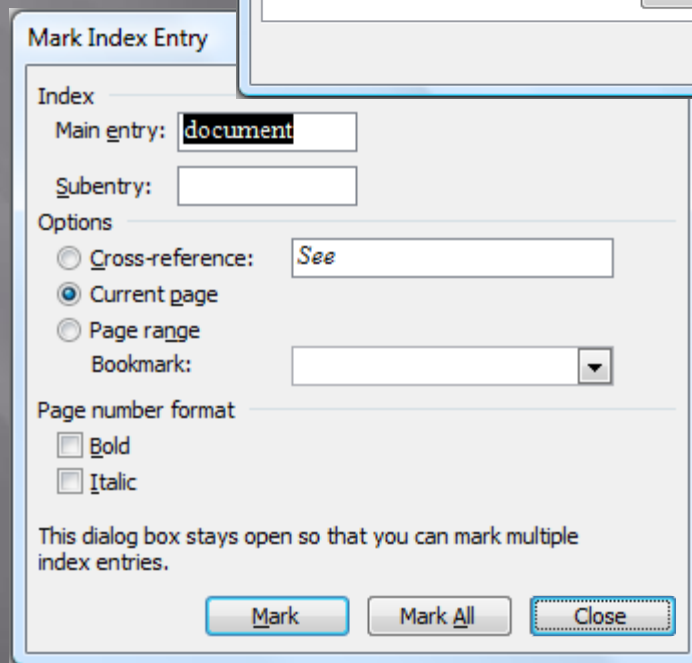 Mark Index Entry
Index
Main entry: document
Subentry:
Options
Cross-reference: See
Current page
Page range
Bookmark:
Page number format
Bold
Italic
This dialog box stays open so that you can mark multiple
index entries.
Mark Mark All Close